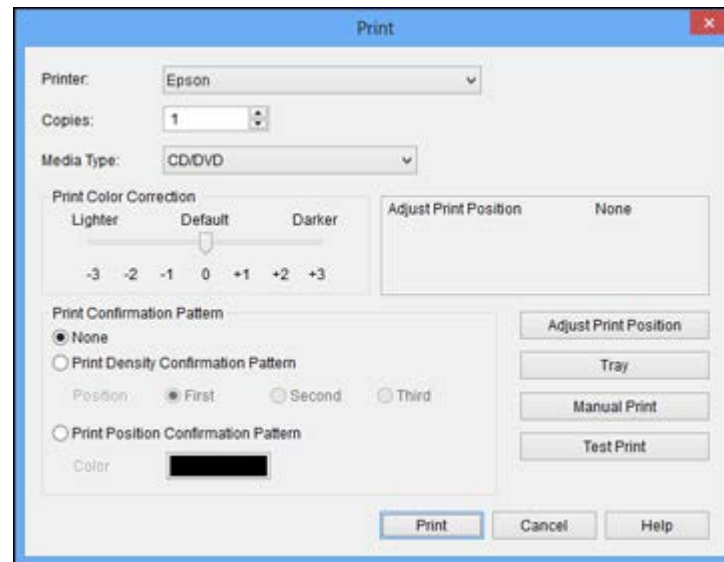 Print
Printer: Epson
Copies: 1
Media Type: CD/DVD
Print Color Correction
Lighter Default Darker
-3 -2 -1 0 +1 +2 +3
Adjust Print Position None
Print Confirmation Pattern
None
Print Density Confirmation Pattern
Position First Second Third
Print Position Confirmation Pattern
Color
Adjust Print Position
Tray
Manual Print
Test Print
Print Cancel Help